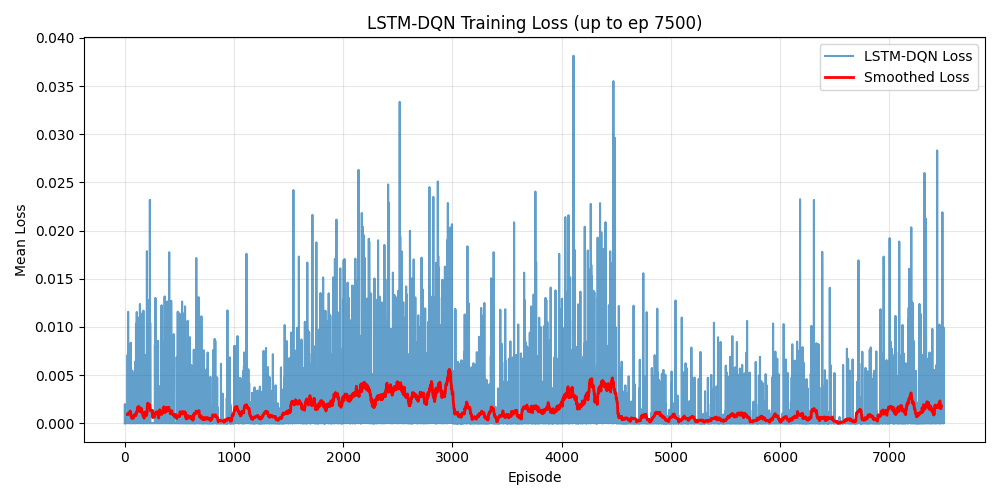 LSTM-DQN Training Loss (up to ep 7500)
0.040
0.035
0.030
0.025
0.020
0.015
0.010
0.005
0.000
Mean Loss
LSTM-DQN Loss
Smoothed Loss
0 1000 2000 3000 4000 5000 6000 7000
Episode